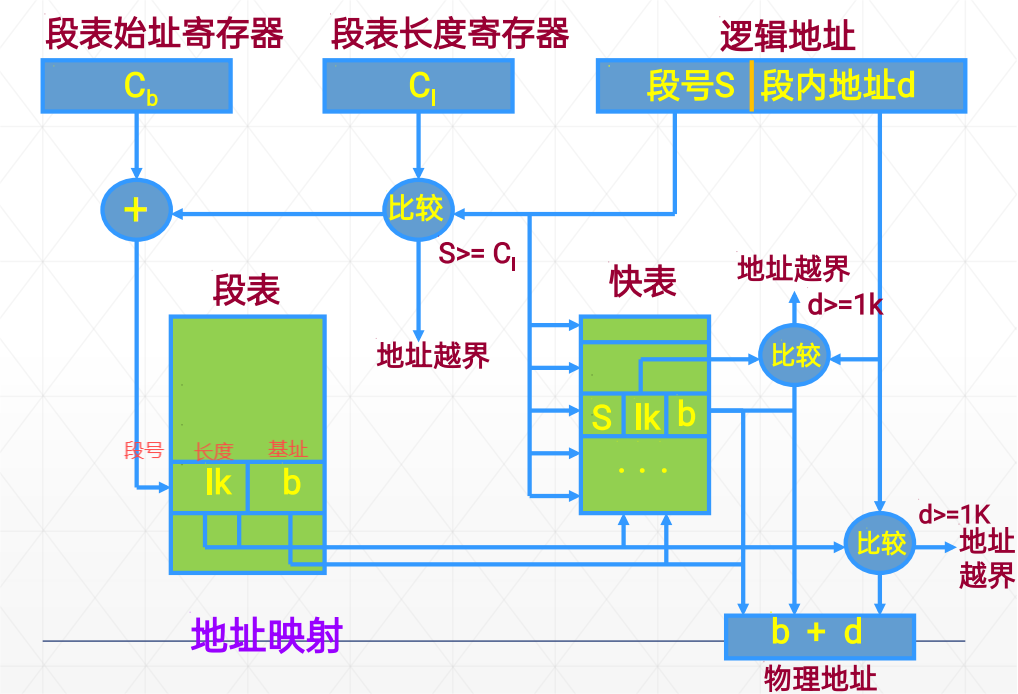 段表始址寄存器
段表长度寄存器
逻辑地址
Cb
Cl
段号S
段内地址d
+
比较
S>= Cl
地址越界
段表
快表
地址越界
d>=1k
比较
S
lk
b
· · ·
段号
长度
基址
lk
b
d>=1K
比较
地址
越界
地址映射
b + d
物理地址